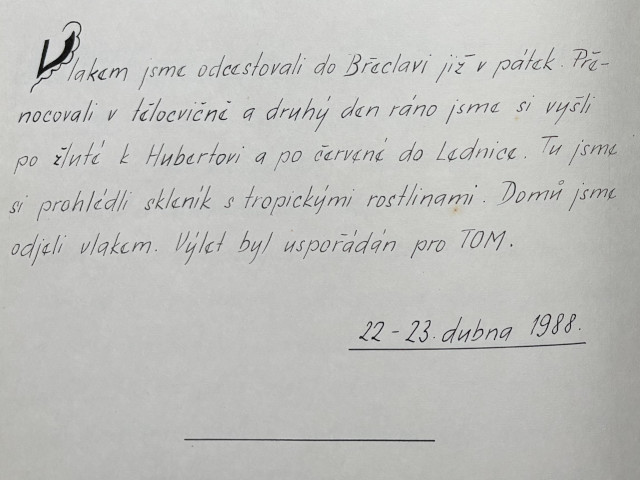 Vlakem jsme odcestovali do Břeclavi již v pátek. Pře-
nocovali v tělocvičně a druhý den ráno jsme si vyšli
po žluté k Hubertovi a po červené do Lednice. Tu jsme
si prohlédli skleník s tropickými rostlinami. Domů jsme
odjeli vlakem. Výlet byl uspořádán pro TOM.
22-23. dubna 1988.